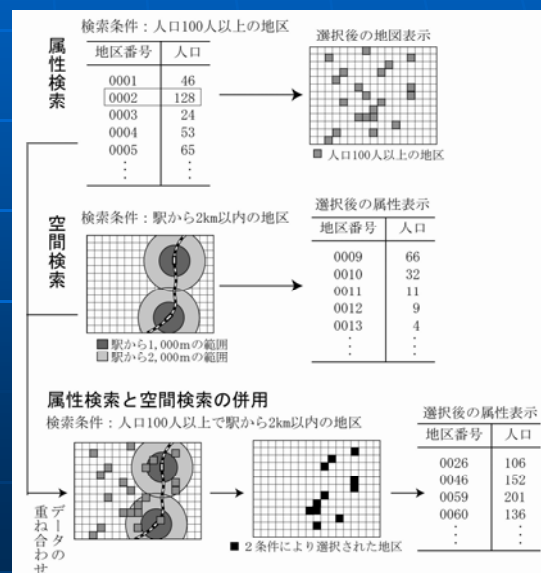 属性検索
検索条件：人口100人以上の地区
地区番号 人口
0001 46
0002 128
0003 24
0004 53
0005 65
⋮ ⋮
選択後の地図表示
人口100人以上の地区
空間検索
検索条件：駅から2km以内の地区
駅から1,000mの範囲
駅から2,000mの範囲
選択後の属性表示
地区番号 人口
0009 66
0010 32
0011 11
0012 9
0013 4
⋮ ⋮
属性検索と空間検索の併用
検索条件：人口100人以上で駅から2km以内の地区
データの
重ね合わせ
２条件により選択された地区
選択後の属性表示
地区番号 人口
0026 106
0046 152
0059 201
0060 136
⋮ ⋮